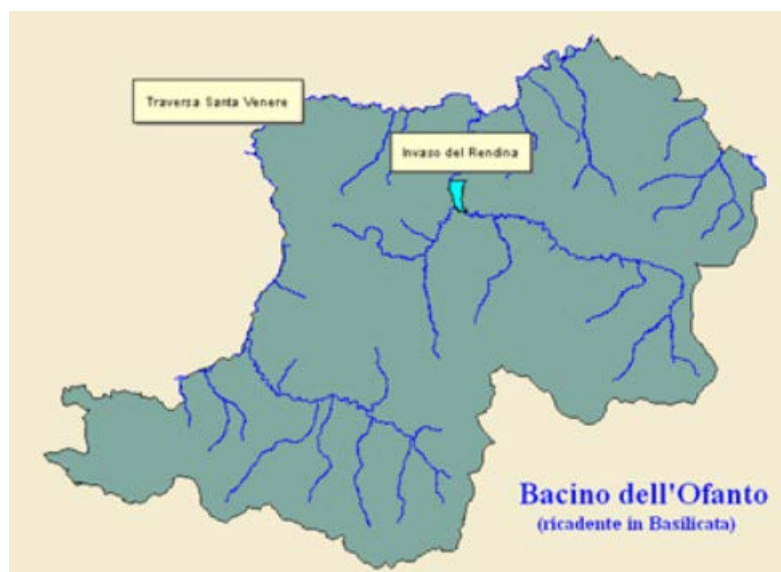 Traversa Santa Venere
Invaso del Rendina
Bacino dell'Ofanto
(ricadente in Basilicata)